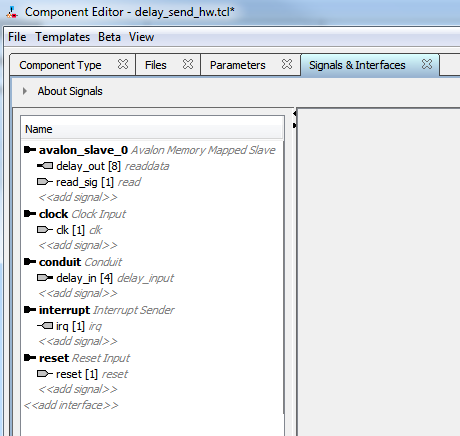 Component Editor - delay_send_hw.tcl*
File Templates Beta View
Component Type Files Parameters Signals & Interfaces
About Signals
Name
avalon_slave_0 Avalon Memory Mapped Slave
delay_out [8] readdata
read_sig [1] read
<<add signal>>
clock Clock Input
clk [1] clk
<<add signal>>
conduit Conduit
delay_in [4] delay_input
<<add signal>>
interrupt Interrupt Sender
irq [1] irq
<<add signal>>
reset Reset Input
reset [1] reset
<<add signal>>
<<add interface>>